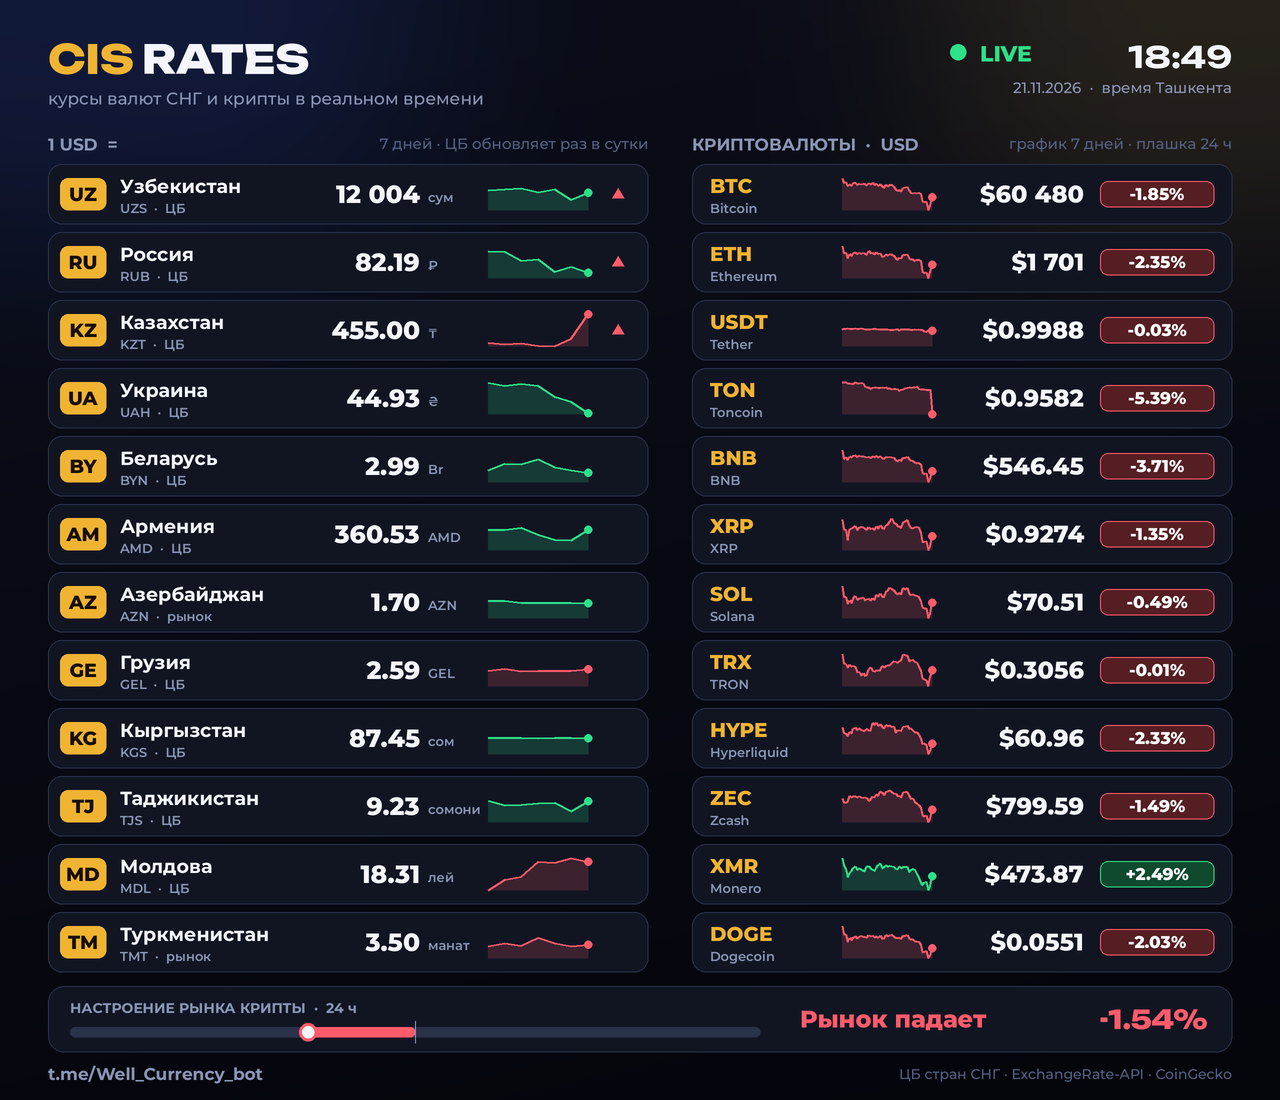 CIS RATES
LIVE
18:49
курсы валют СНГ и крипты в реальном времени
21.11.2026 · время Ташкента
1 USD =
7 дней · ЦБ обновляет раз в сутки
UZ
Узбекистан
UZS · ЦБ
12 004 сум
RU
Россия
RUB · ЦБ
82.19 ₽
KZ
Казахстан
KZT · ЦБ
455.00 ₸
UA
Украина
UAH · ЦБ
44.93 ₴
BY
Беларусь
BYN · ЦБ
2.99 Br
AM
Армения
AMD · ЦБ
360.53 AMD
AZ
Азербайджан
AZN · рынок
1.70 AZN
GE
Грузия
GEL · ЦБ
2.59 GEL
KG
Кыргызстан
KGS · ЦБ
87.45 сом
TJ
Таджикистан
TJS · ЦБ
9.23 сомони
MD
Молдова
MDL · ЦБ
18.31 лей
TM
Туркменистан
TMT · рынок
3.50 манат
КРИПТОВАЛЮТЫ · USD
график 7 дней · плашка 24 ч
BTC
Bitcoin
$60 480
-1.85%
ETH
Ethereum
$1 701
-2.35%
USDT
Tether
$0.9988
-0.03%
TON
Toncoin
$0.9582
-5.39%
BNB
BNB
$546.45
-3.71%
XRP
XRP
$0.9274
-1.35%
SOL
Solana
$70.51
-0.49%
TRX
TRON
$0.3056
-0.01%
HYPE
Hyperliquid
$60.96
-2.33%
ZEC
Zcash
$799.59
-1.49%
XMR
Monero
$473.87
+2.49%
DOGE
Dogecoin
$0.0551
-2.03%
НАСТРОЕНИЕ РЫНКА КРИПТЫ · 24 ч
Рынок падает
-1.54%
t.me/Well_Currency_bot
ЦБ стран СНГ · ExchangeRate-API · CoinGecko